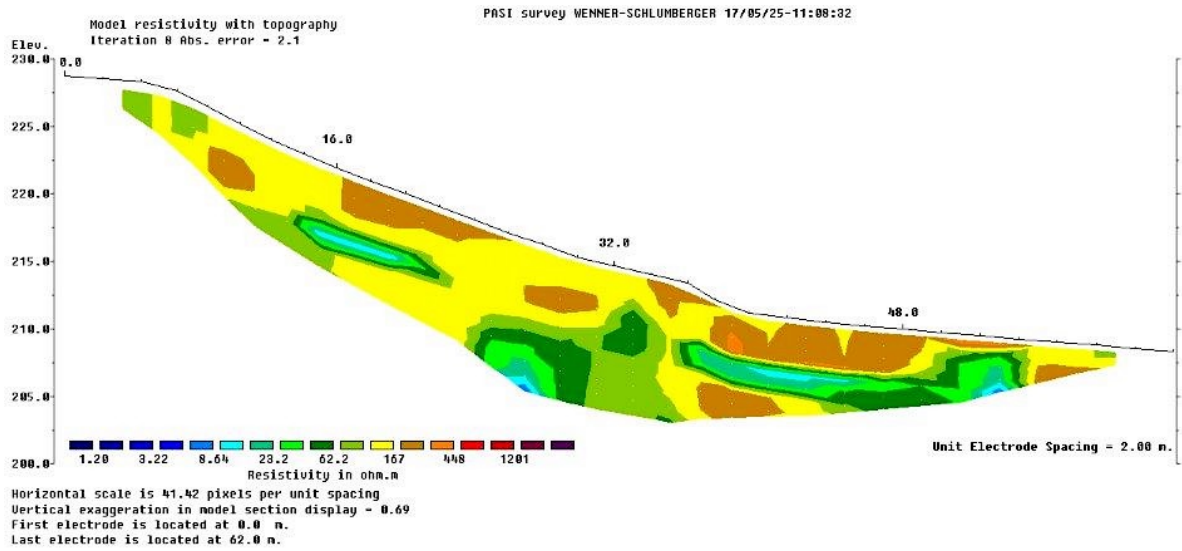 PASI survey WENNER-SCHLUMBERGER 17/05/25-11:08:32
Model resistivity with topography
Iteration 8 Abs. error = 2.1
Elev.
230.0
0.0
225.0
16.0
220.0
32.0
215.0
48.0
210.0
205.0
200.0
1.20 3.22 8.64 23.2 62.2 167 448 1201
Resistivity in ohm.m
Unit Electrode Spacing = 2.00 m.
Horizontal scale is 41.42 pixels per unit spacing
Vertical exaggeration in model section display = 0.69
First electrode is located at 0.0 m.
Last electrode is located at 62.0 m.